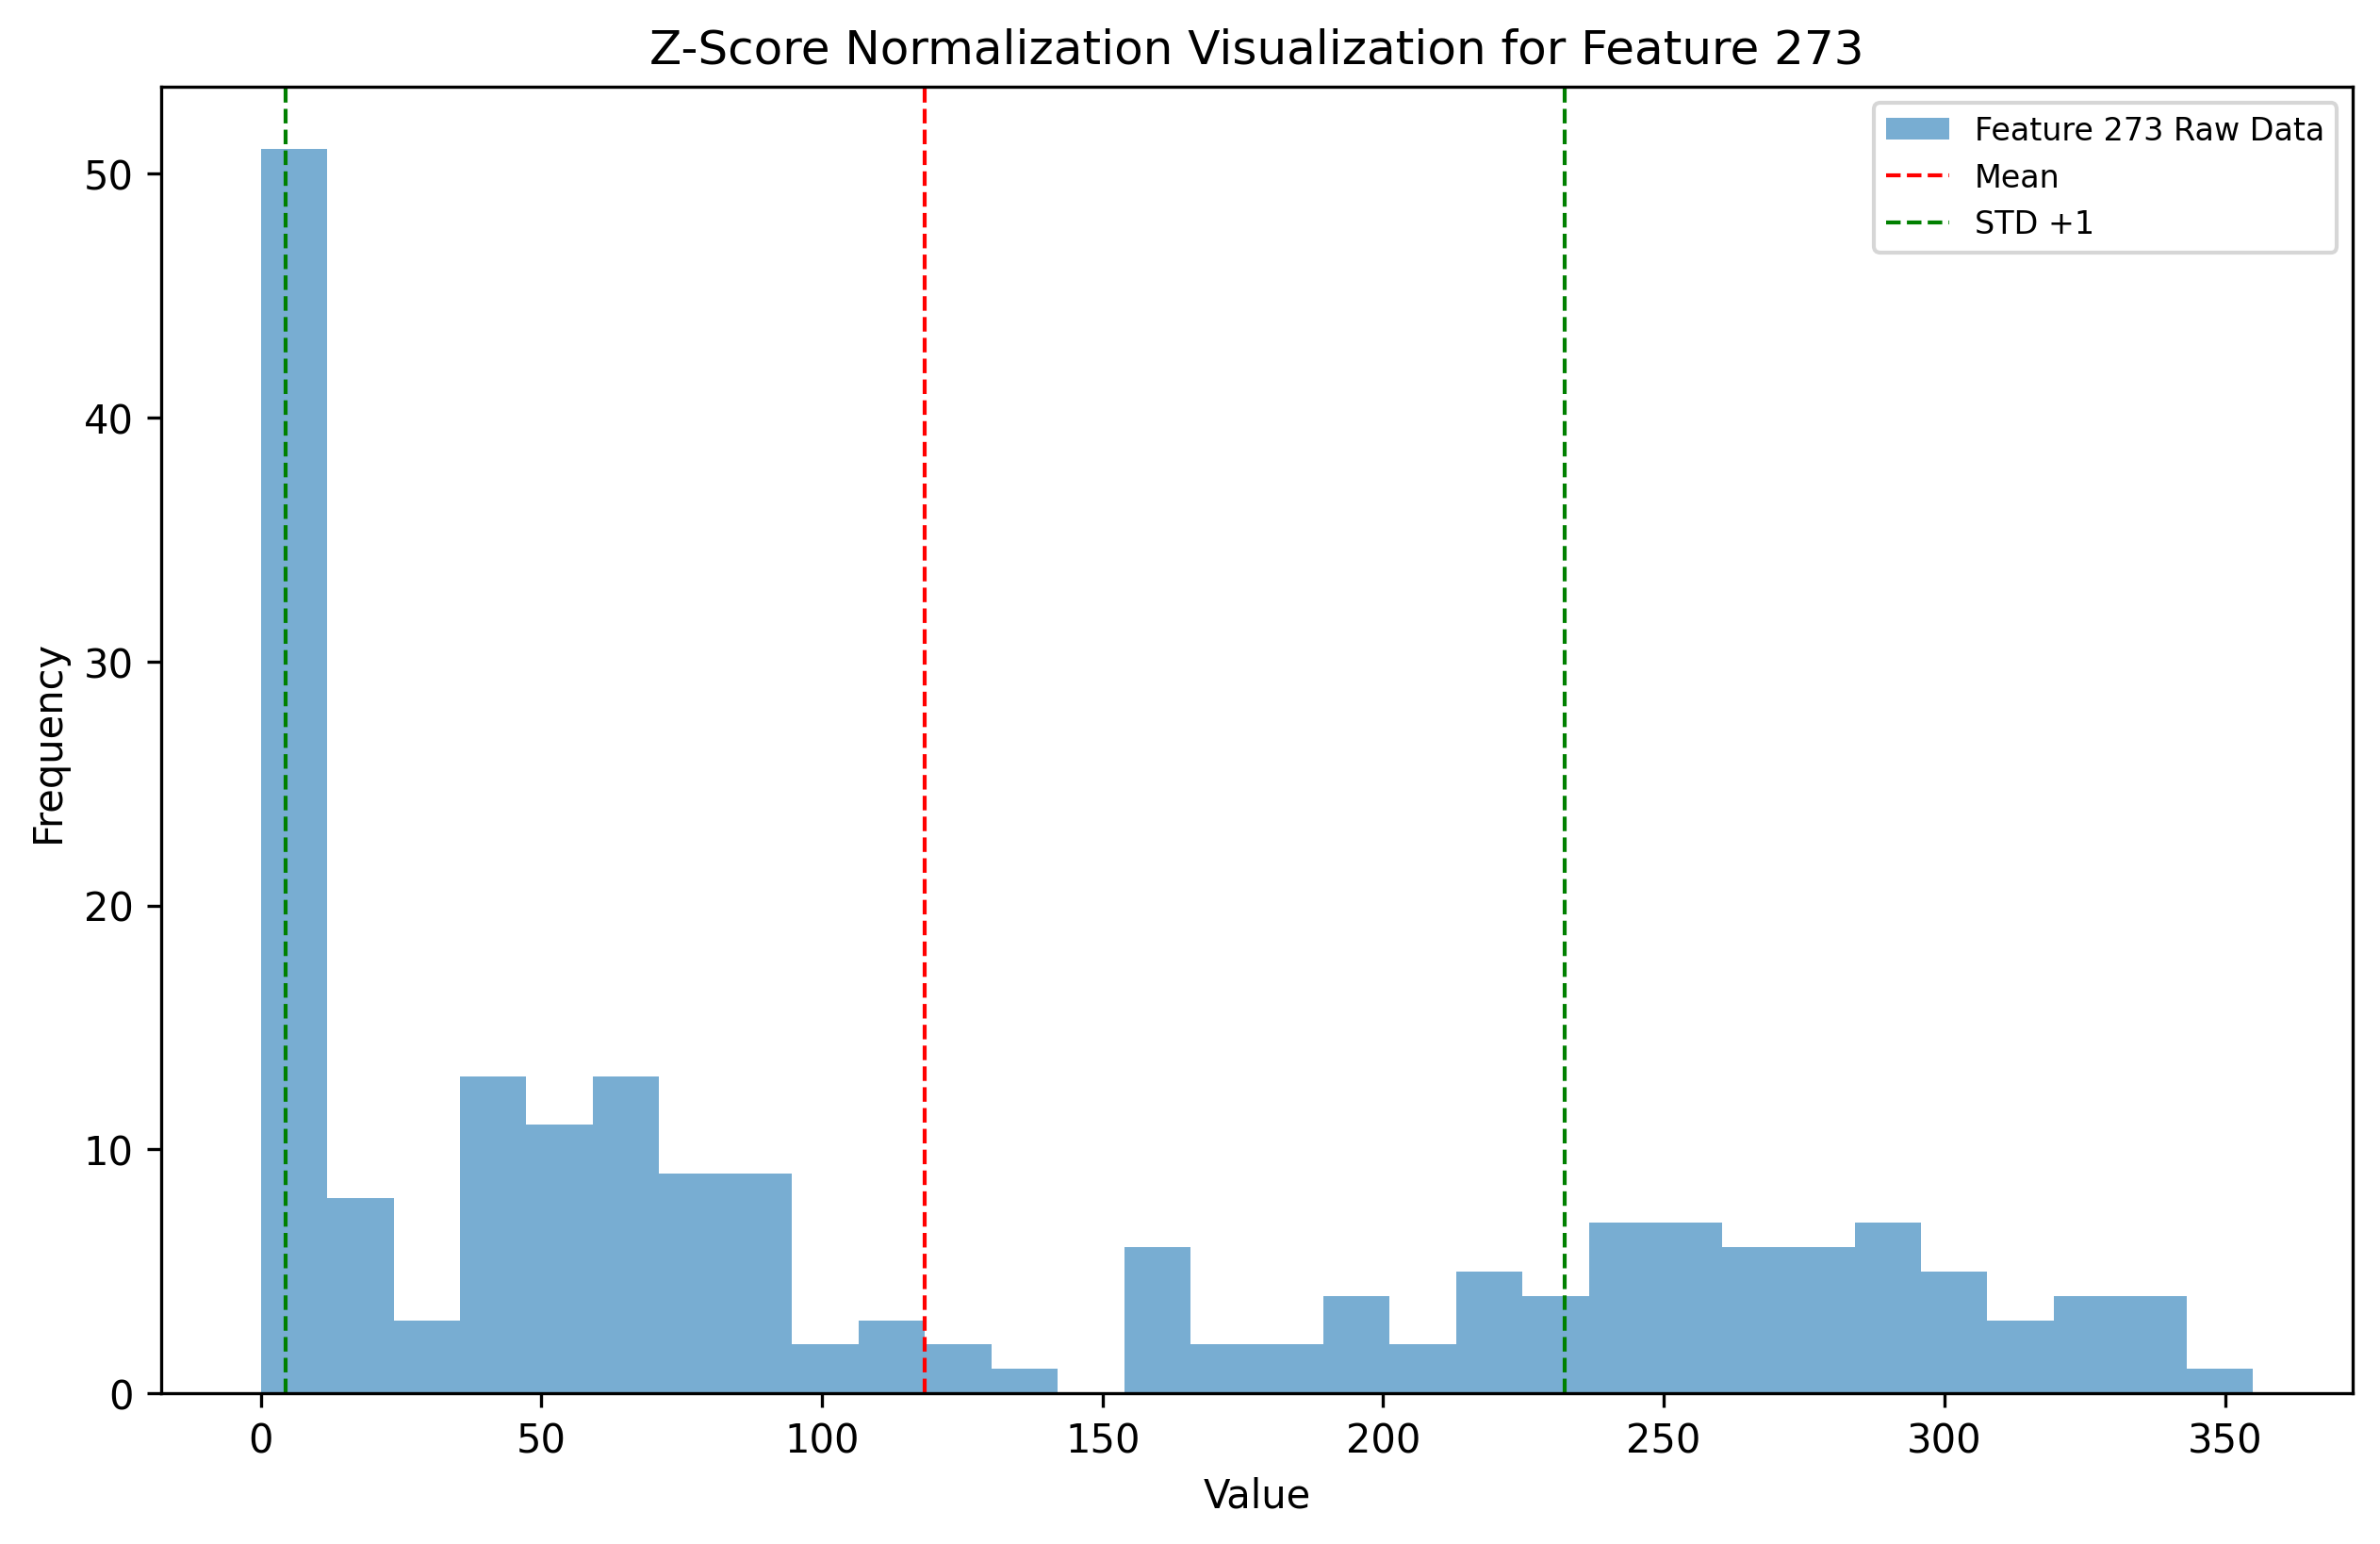 Z-Score Normalization Visualization for Feature 273
Feature 273 Raw Data
Mean
STD +1
Frequency
50
40
30
20
10
0
0 50 100 150 200 250 300 350
Value